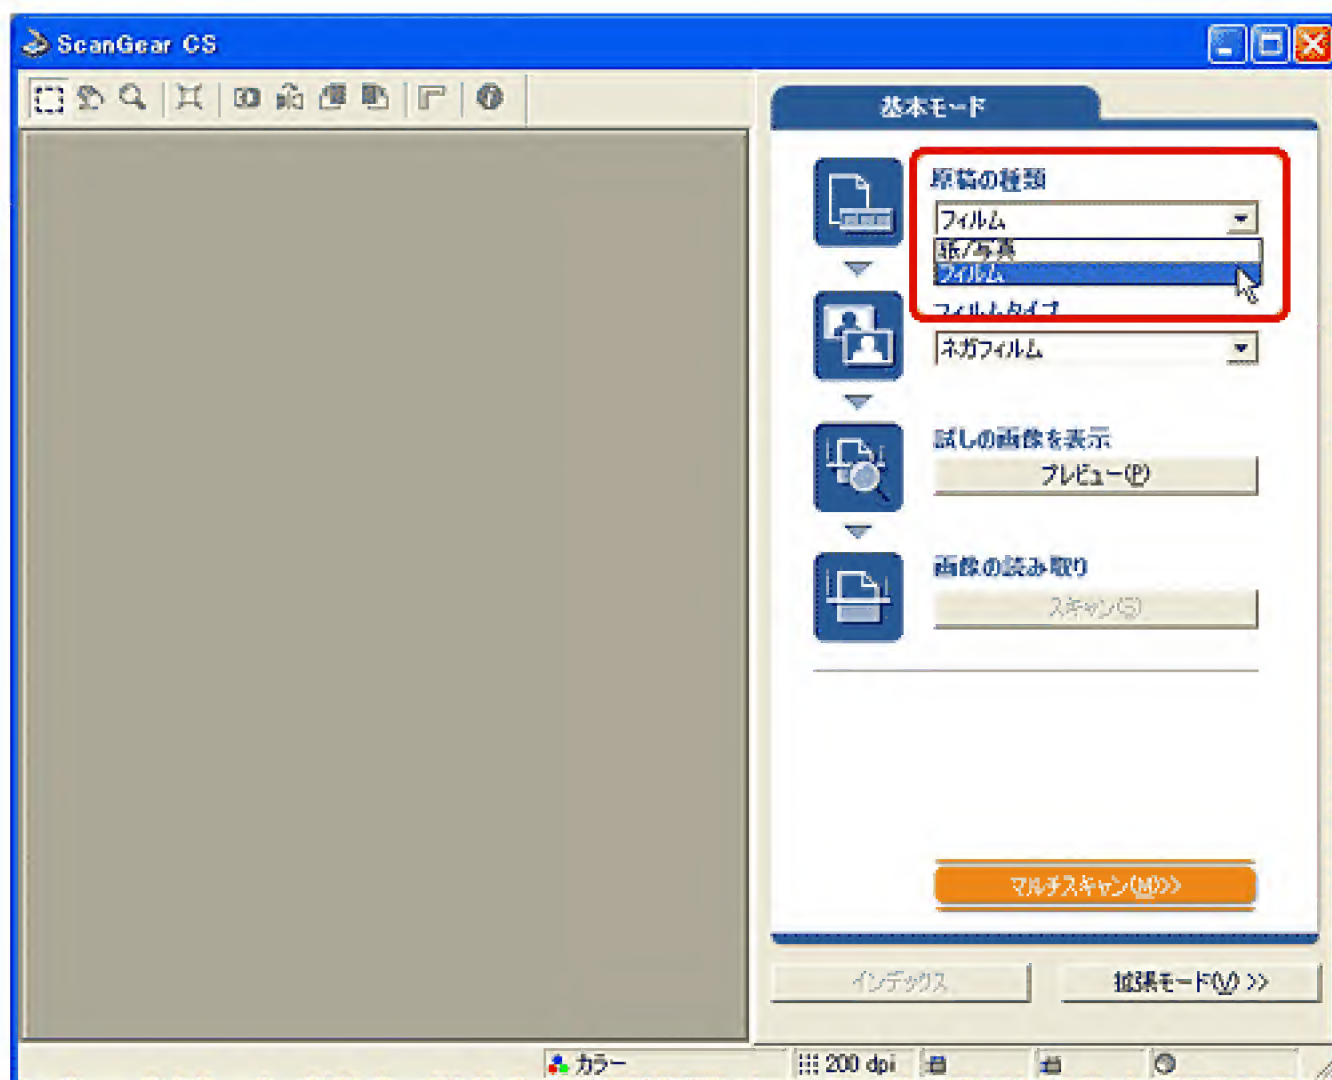 ScanGear CS
基本モード
原稿の種類
フィルム
紙/写真
フィルム
フィルムタイプ
ネガフィルム
試しの画像を表示
プレビュー(P)
画像の読み取り
スキャン(S)
マルチスキャン(M)>>
インデックス
拡張モード(V) >>
カラー
200 dpi